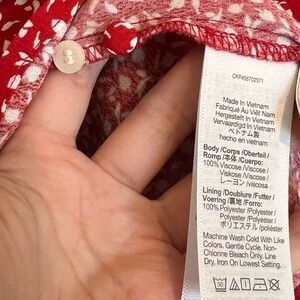 CKP456702371
Made in Vietnam
Fabriqué Au Viêt Nam
Hergestellt In Vietnam
Vervaardigd In Vietnam
ベトナム製
hecho en vietnam
Body/Corps/Oberteil/
Romp/本体/Cuerpo:
100% Viscose/Viscose/
Viskose/Viscose/
レーヨン/viscosa
Lining/Doublure/Futter/
Voering/裏地/Forro:
100% Polyester/Polyester/
Polyester/Polyester/
ポリエステル/poliéster
Machine Wash Cold With Like
Colors. Gentle Cycle. Non-
Chlorine Bleach Only. Line
Dry. Iron On Lowest Setting.